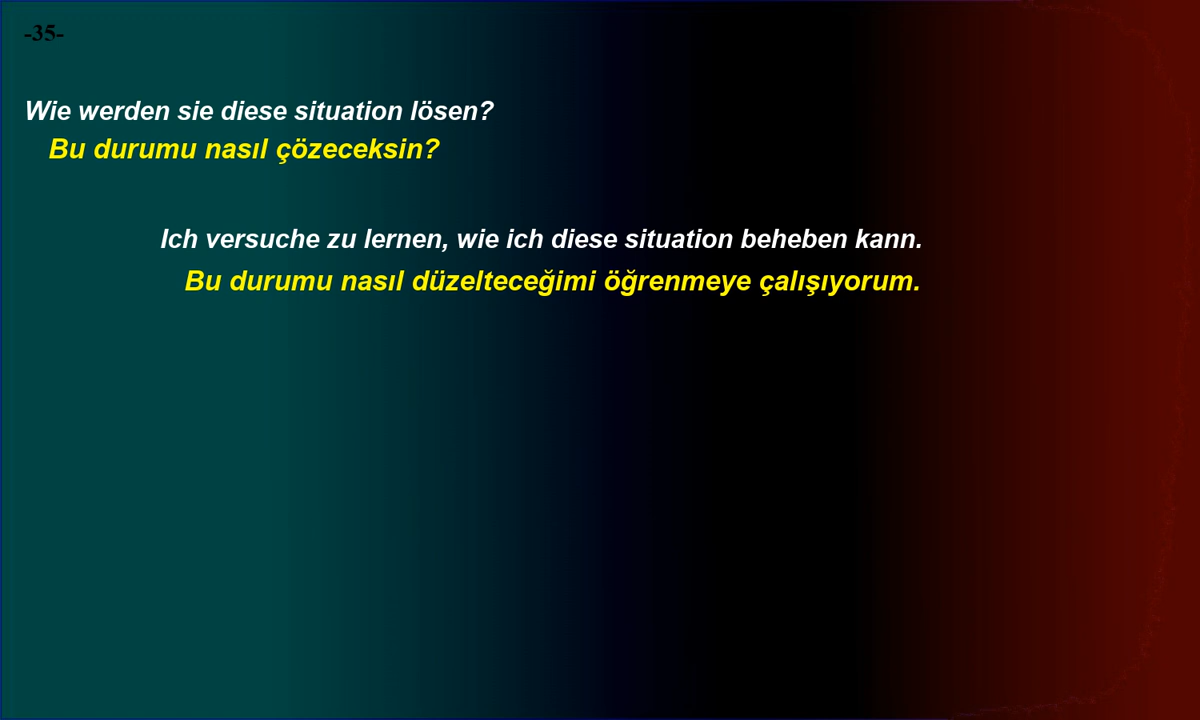 -35-
Wie werden sie diese situation lösen?
Bu durumu nasıl çözeceksin?
Ich versuche zu lernen, wie ich diese situation beheben kann.
Bu durumu nasıl düzelteceğimi öğrenmeye çalışıyorum.